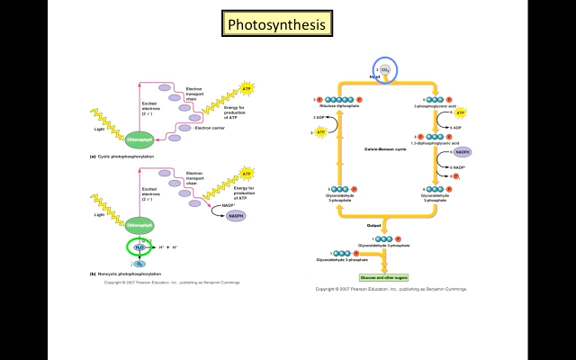 Photosynthesis
Electron
transport
chain
ATP
Excited
electrons
(2 e⁻)
Energy for
production
of ATP
Light
Electron carrier
Chlorophyll
(a) Cyclic photophosphorylation
Electron
transport
chain
ATP
Excited
electrons
(2 e⁻)
Energy for
production
of ATP
Light
NADP⁺
NADPH
Chlorophyll
H₂O
H⁺ + H⁺
O₂
(b) Noncyclic photophosphorylation
Copyright © 2007 Pearson Education, Inc., publishing as Benjamin Cummings.
CO₂
Input
Ribulose diphosphate
3-phosphoglyceric acid
ATP
ADP
ATP
ADP
1,3-diphosphoglyceric acid
Calvin-Benson cycle
NADPH
NADP⁺
P
Glyceraldehyde
3-phosphate
Glyceraldehyde
3-phosphate
Output
Glyceraldehyde 3-phosphate
Glyceraldehyde 3-phosphate
Glucose and other sugars
Copyright © 2007 Pearson Education, Inc., publishing as Benjamin Cummings.